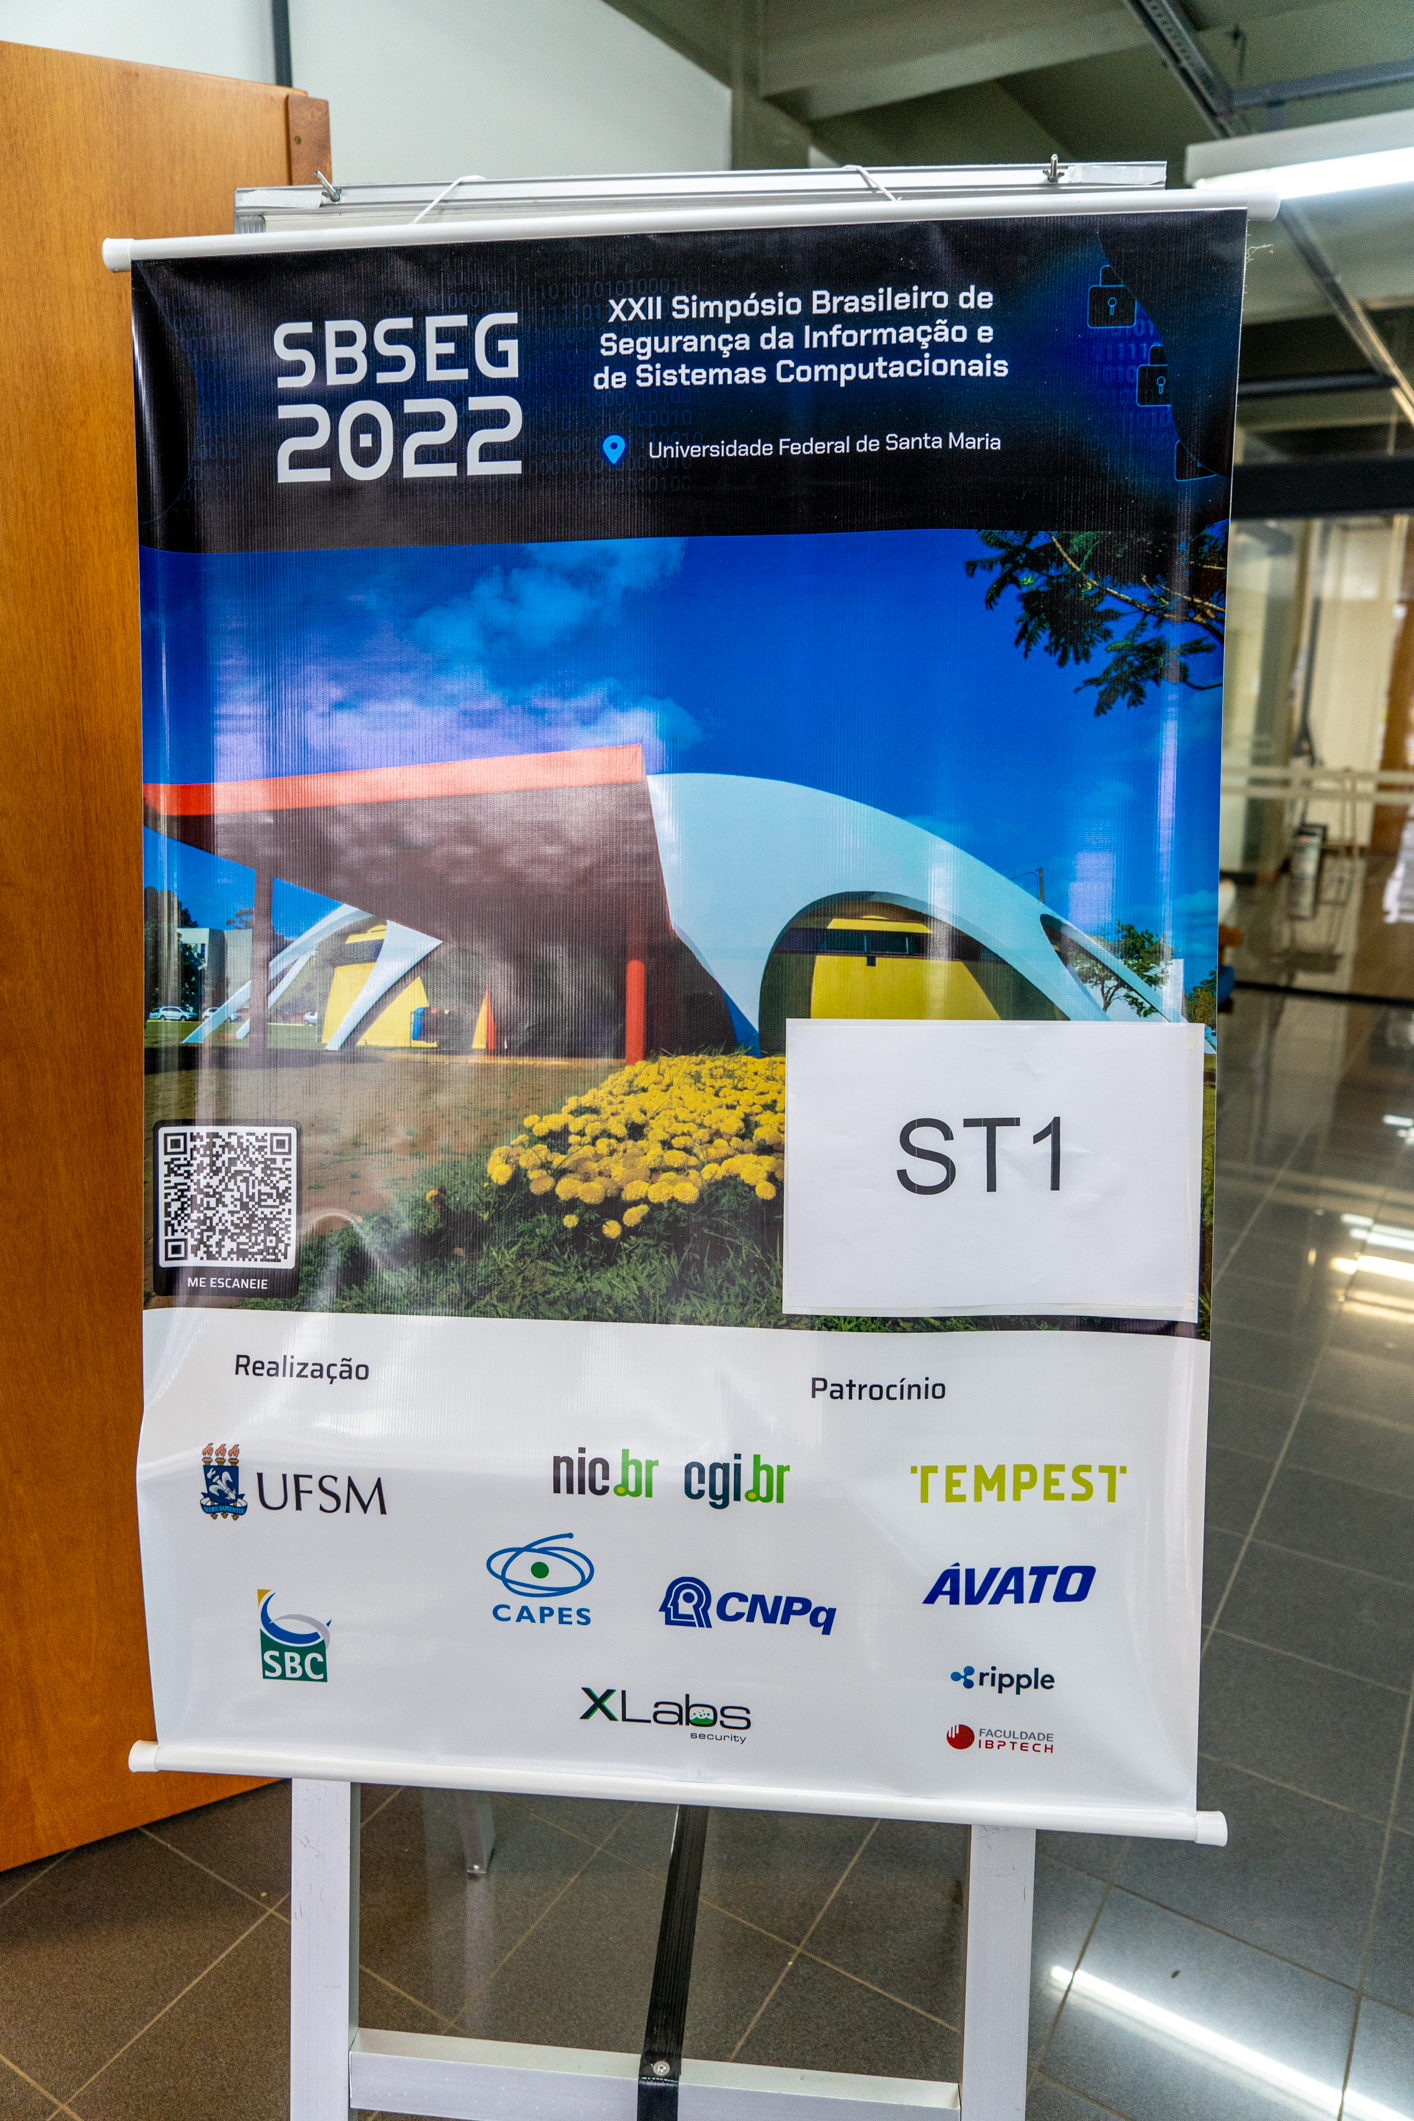 SBSEG
2022
XXII Simpósio Brasileiro de
Segurança da Informação e
de Sistemas Computacionais
Universidade Federal de Santa Maria
ST1
ME ESCANEIE
Realização
Patrocínio
UFSM
nic.br
cgi.br
TEMPEST
CAPES
CNPq
ÁVATO
SBC
ripple
XLabs
security
FACULDADE
IBPTECH